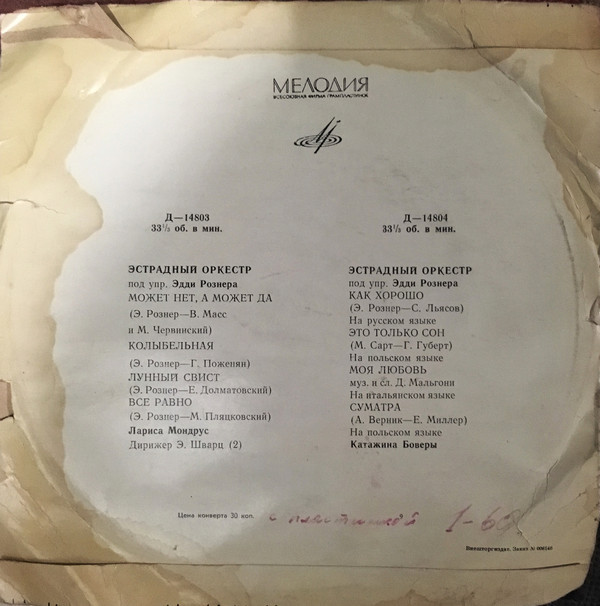 МЕЛОДИЯ
ВСЕСОЮЗНАЯ ФИРМА ГРАМПЛАСТИНОК
Д—14803
33⅓ об. в мин.
ЭСТРАДНЫЙ ОРКЕСТР
под упр. Эдди Рознера
МОЖЕТ НЕТ, А МОЖЕТ ДА
(Э. Рознер—В. Масс
и М. Червинский)
КОЛЫБЕЛЬНАЯ
(Э. Рознер—Г. Поженян)
ЛУННЫЙ СВИСТ
(Э. Рознер—Е. Долматовский)
ВСЕ РАВНО
(Э. Рознер—М. Пляцковский)
Лариса Мондрус
Дирижер Э. Шварц (2)
Д—14804
33⅓ об. в мин.
ЭСТРАДНЫЙ ОРКЕСТР
под упр. Эдди Рознера
КАК ХОРОШО
(Э. Рознер—С. Льясов)
На русском языке
ЭТО ТОЛЬКО СОН
(М. Сарт—Г. Губерт)
На польском языке
МОЯ ЛЮБОВЬ
муз. и сл. Д. Мальгони
На итальянском языке
СУМАТРА
(А. Верник—Е. Миллер)
На польском языке
Катажина Боверы
Цена конверта 30 коп.
с пластинкой 1-60
Внешторгиздат. Заказ №